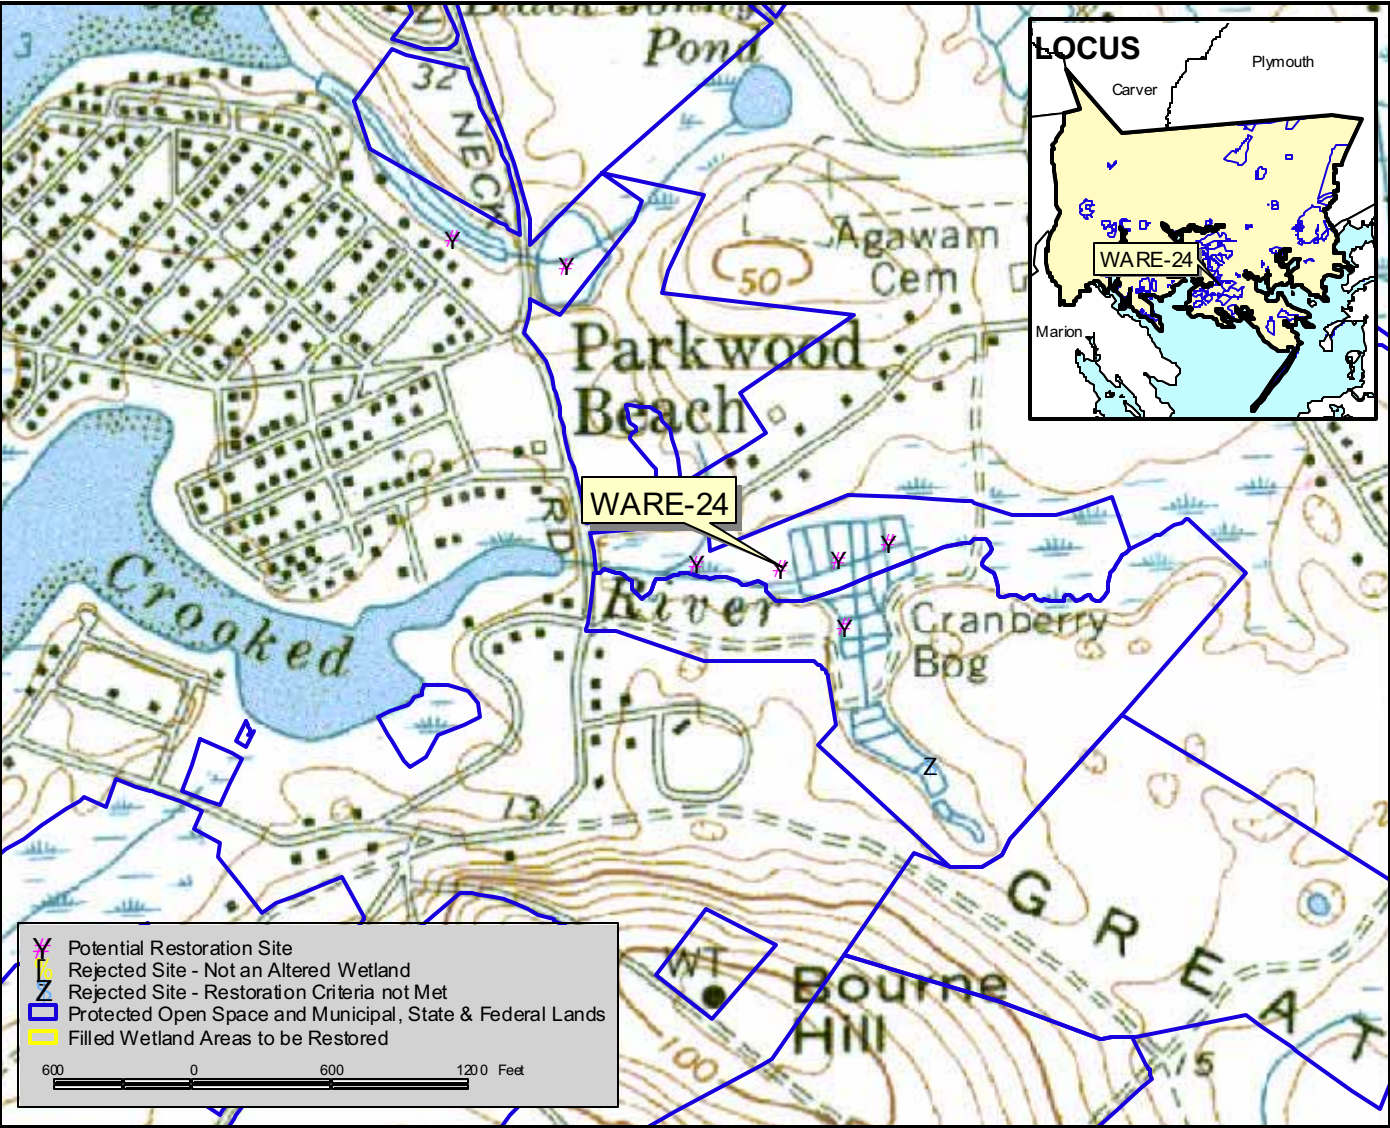 Pond
32
NECK
3
LOCUS
Plymouth
Carver
WARE-24
Marion
Agawam
Cem
50
Parkwood
Beach
RD
WARE-24
Crooked
River
Cranberry
Bog
Z
13
GREAT
WT
Bourne
Hill
100
15
Y Potential Restoration Site
Rejected Site - Not an Altered Wetland
Z Rejected Site - Restoration Criteria not Met
Protected Open Space and Municipal, State & Federal Lands
Filled Wetland Areas to be Restored
600 0 600 1200 Feet